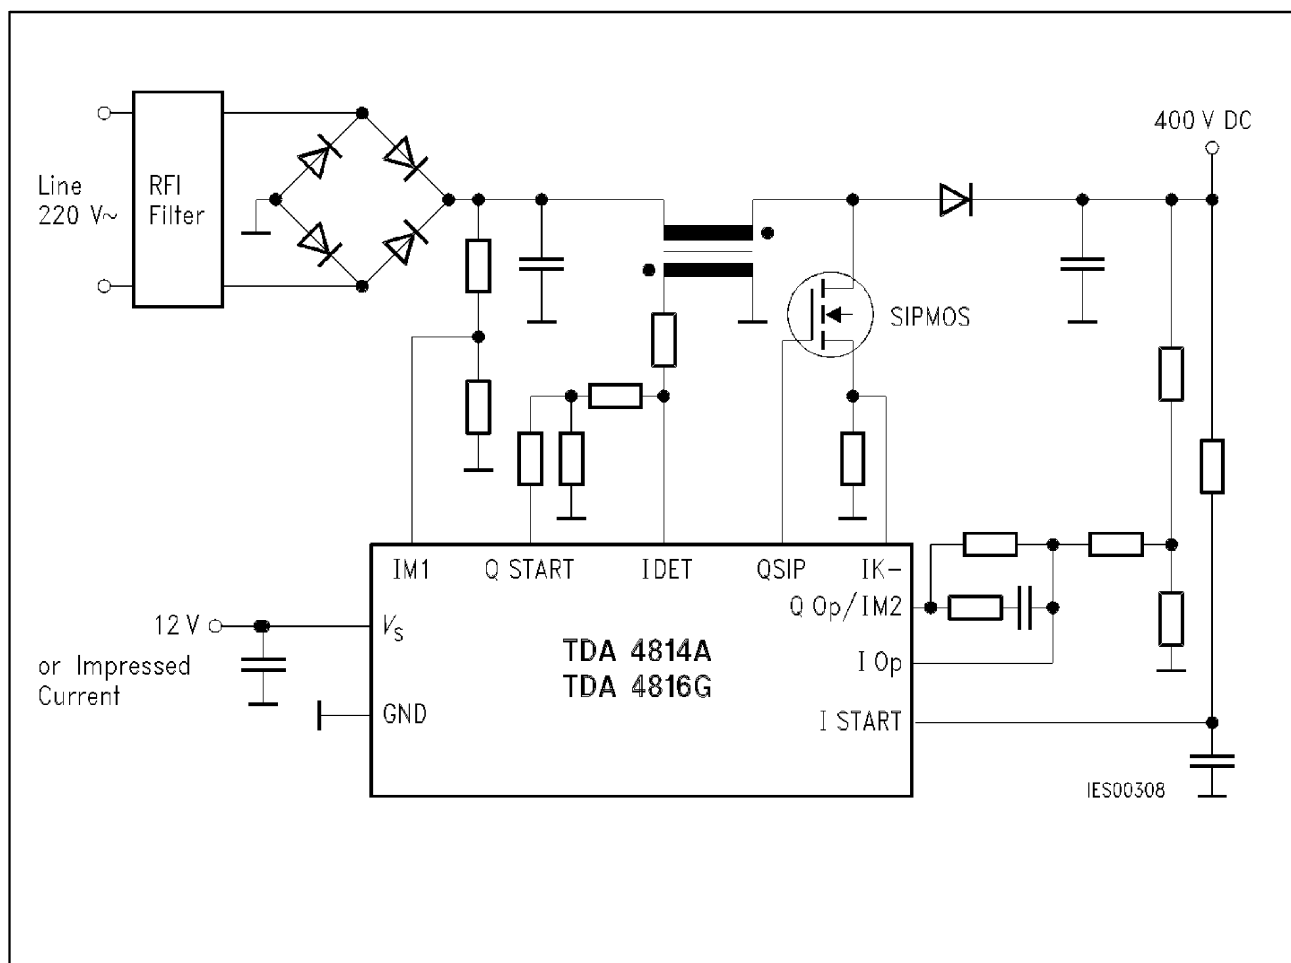 400 V DC
Line
220 V~
RFI
Filter
SIPMOS
IM1
Q START
I DET
QSIP
IK-
Q Op/IM2
12 V
VS
or Impressed
Current
TDA 4814A
TDA 4816G
I Op
GND
I START
IES00308